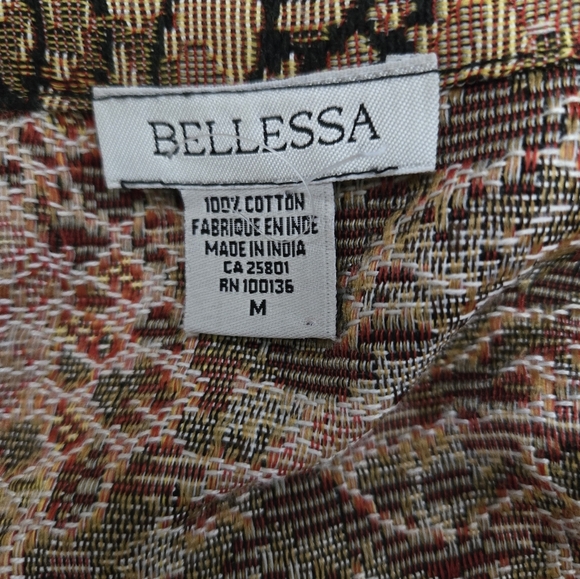 BELLESSA
100% COTTON
FABRIQUE EN INDE
MADE IN INDIA
CA 25801
RN 100136
M